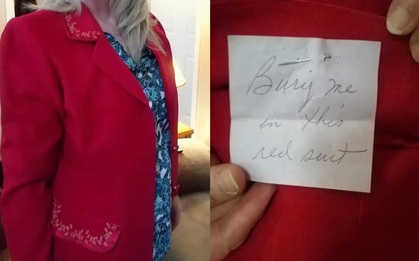 Bury me
in this
red suit